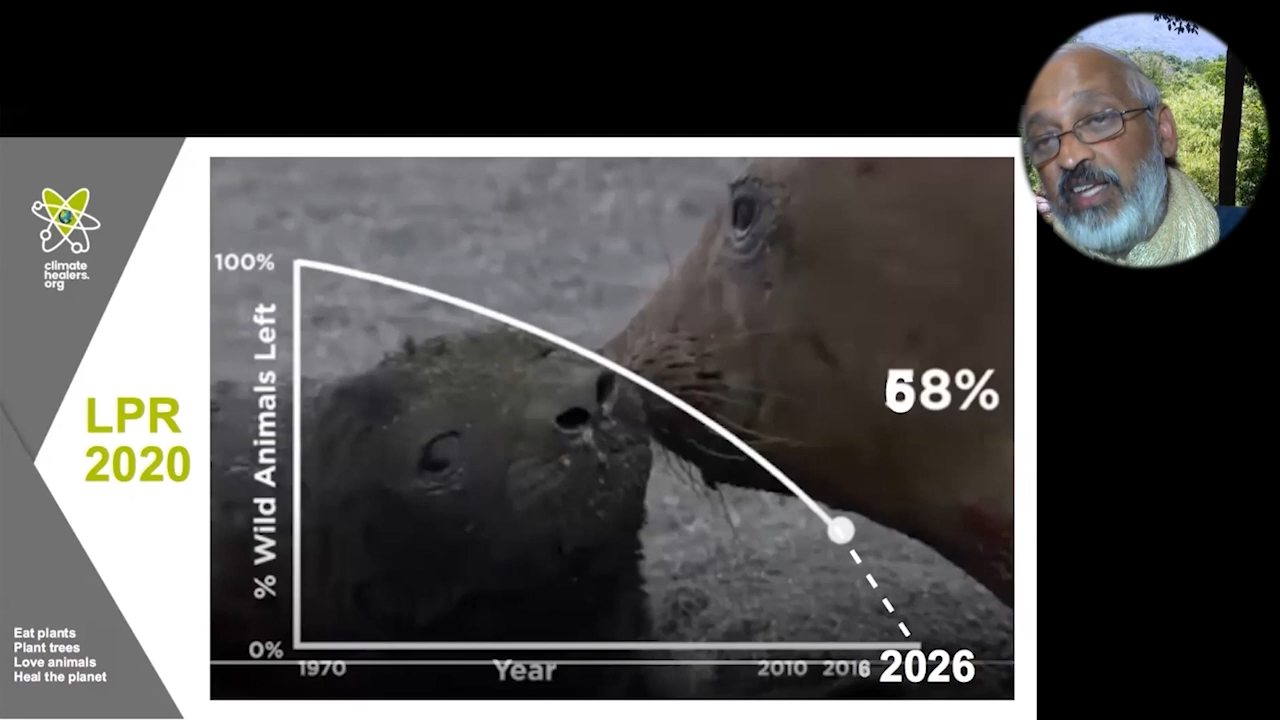 climate
healers.
org
LPR
2020
100%
% Wild Animals Left
68%
0%
1970
Year
2010
2016
2026
Eat plants
Plant trees
Love animals
Heal the planet